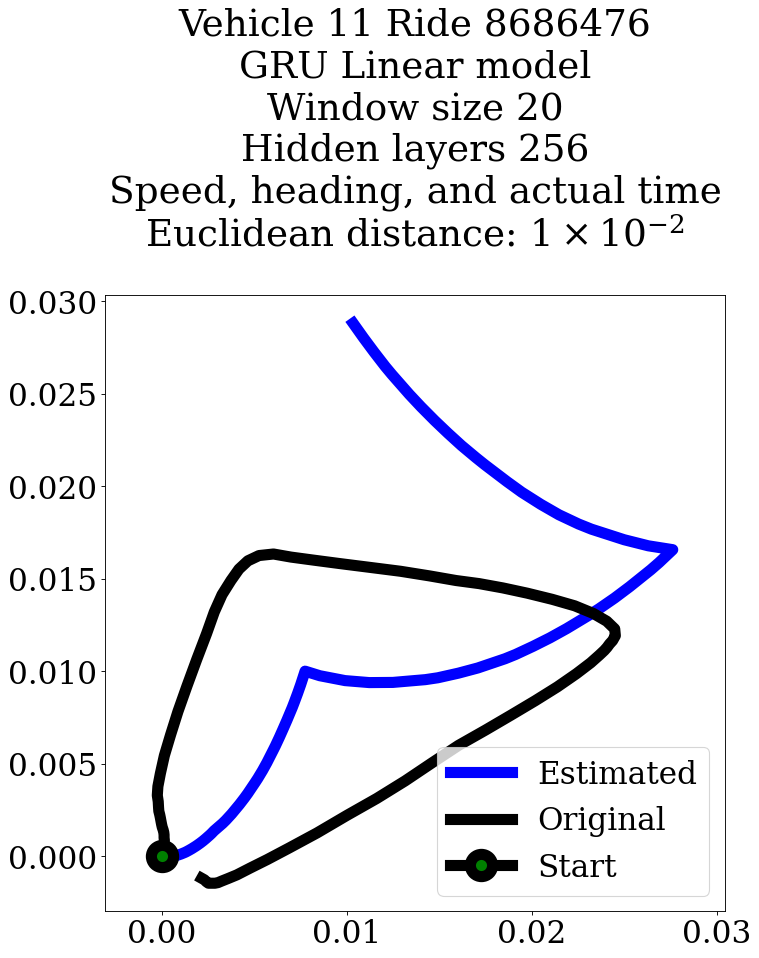 Vehicle 11 Ride 8686476
GRU Linear model
Window size 20
Hidden layers 256
Speed, heading, and actual time
Euclidean distance: 1 × 10⁻²
0.030
0.025
0.020
0.015
0.010
0.005
0.000
Estimated
Original
Start
0.00 0.01 0.02 0.03